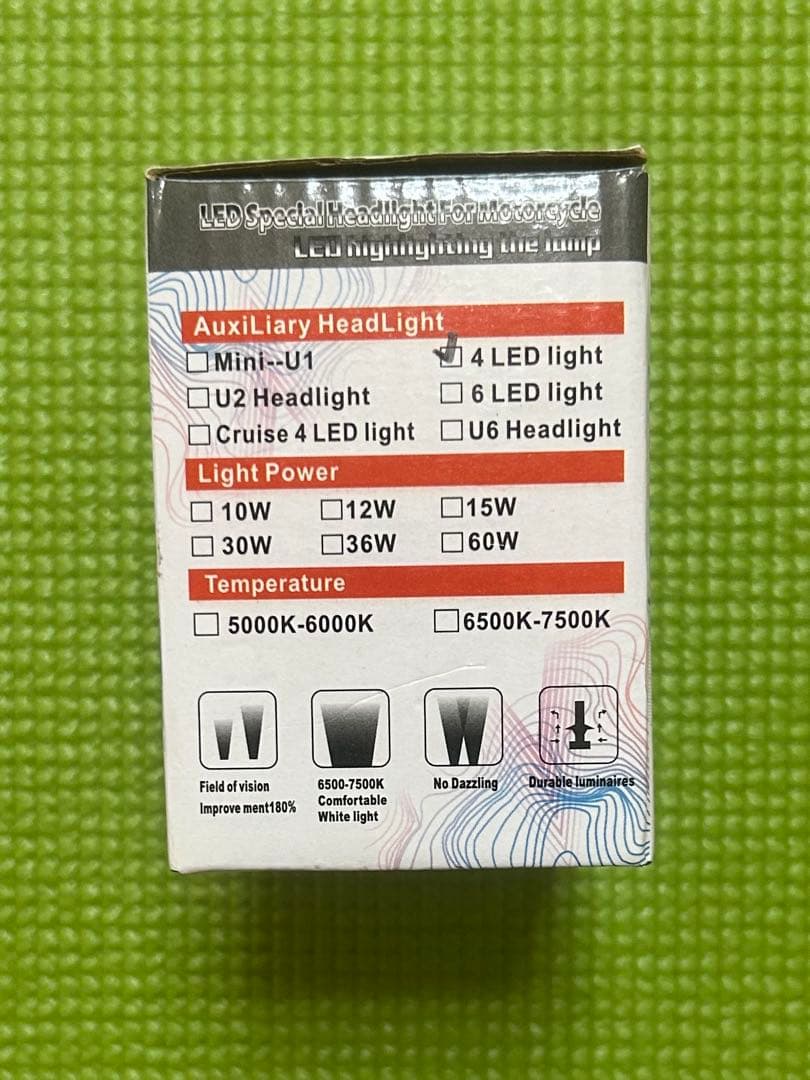 LED Special Headlight For Motorcycle
LED highlighting the lamp
AuxiLiary HeadLight
Mini--U1
4 LED light
U2 Headlight
6 LED light
Cruise 4 LED light
U6 Headlight
Light Power
10W 12W 15W
30W 36W 60W
Temperature
5000K-6000K 6500K-7500K
Field of vision
Improve ment180%
6500-7500K
Comfortable
White light
No Dazzling
Durable luminaires